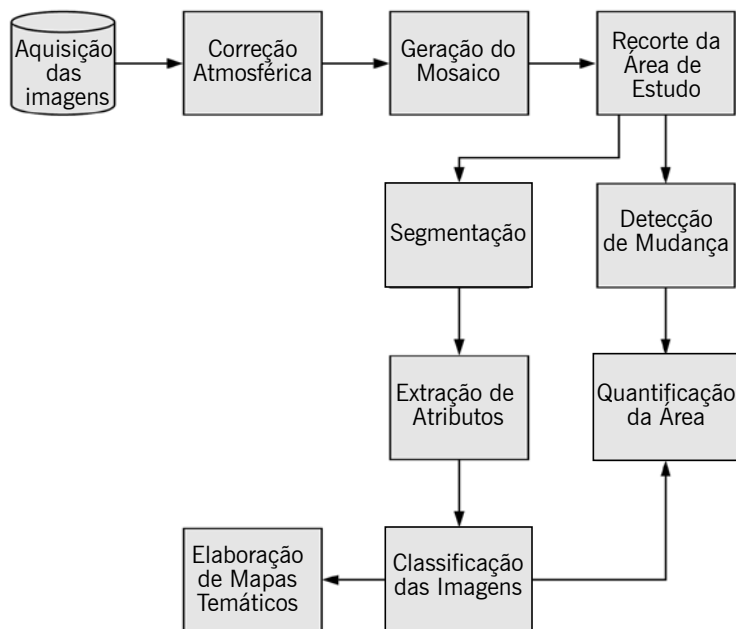 Aquisição
das
imagens
Correção
Atmosférica
Geração do
Mosaico
Recorte da
Área de
Estudo
Segmentação
Detecção
de Mudança
Extração de
Atributos
Quantificação
da Área
Elaboração
de Mapas
Temáticos
Classificação
das Imagens